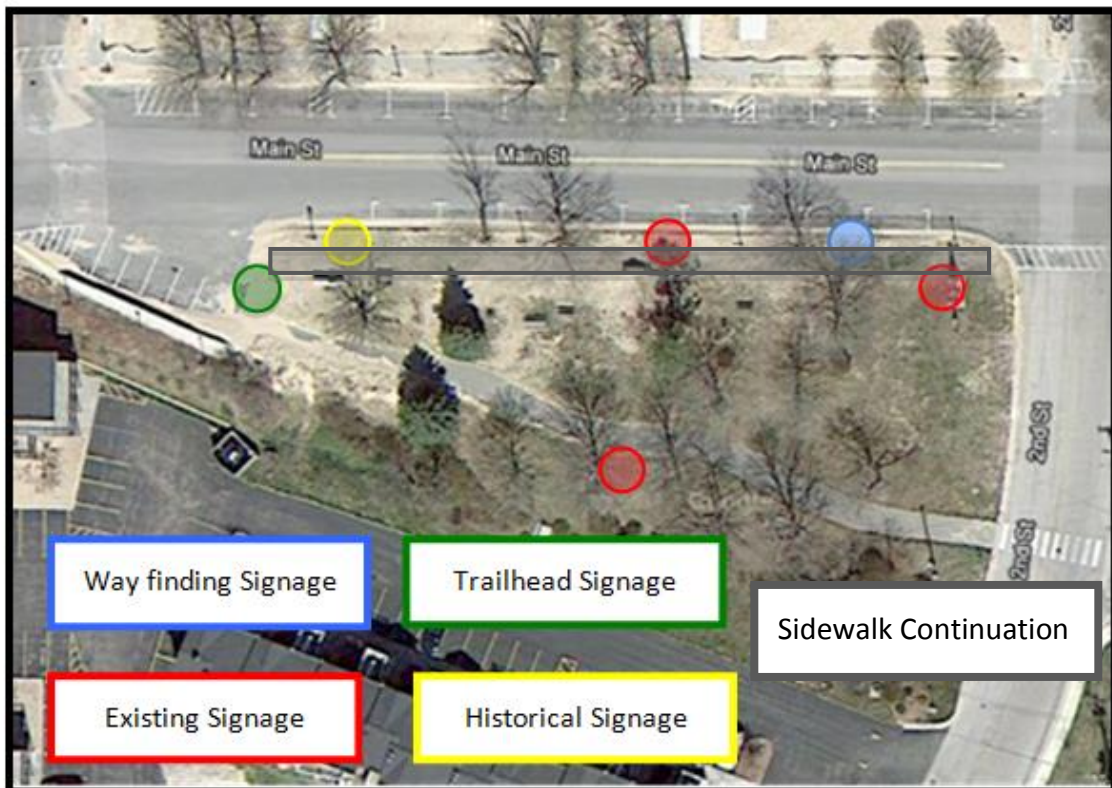 Main St
Main St
Main St
2nd St
2nd St
Way finding Signage
Trailhead Signage
Sidewalk Continuation
Existing Signage
Historical Signage